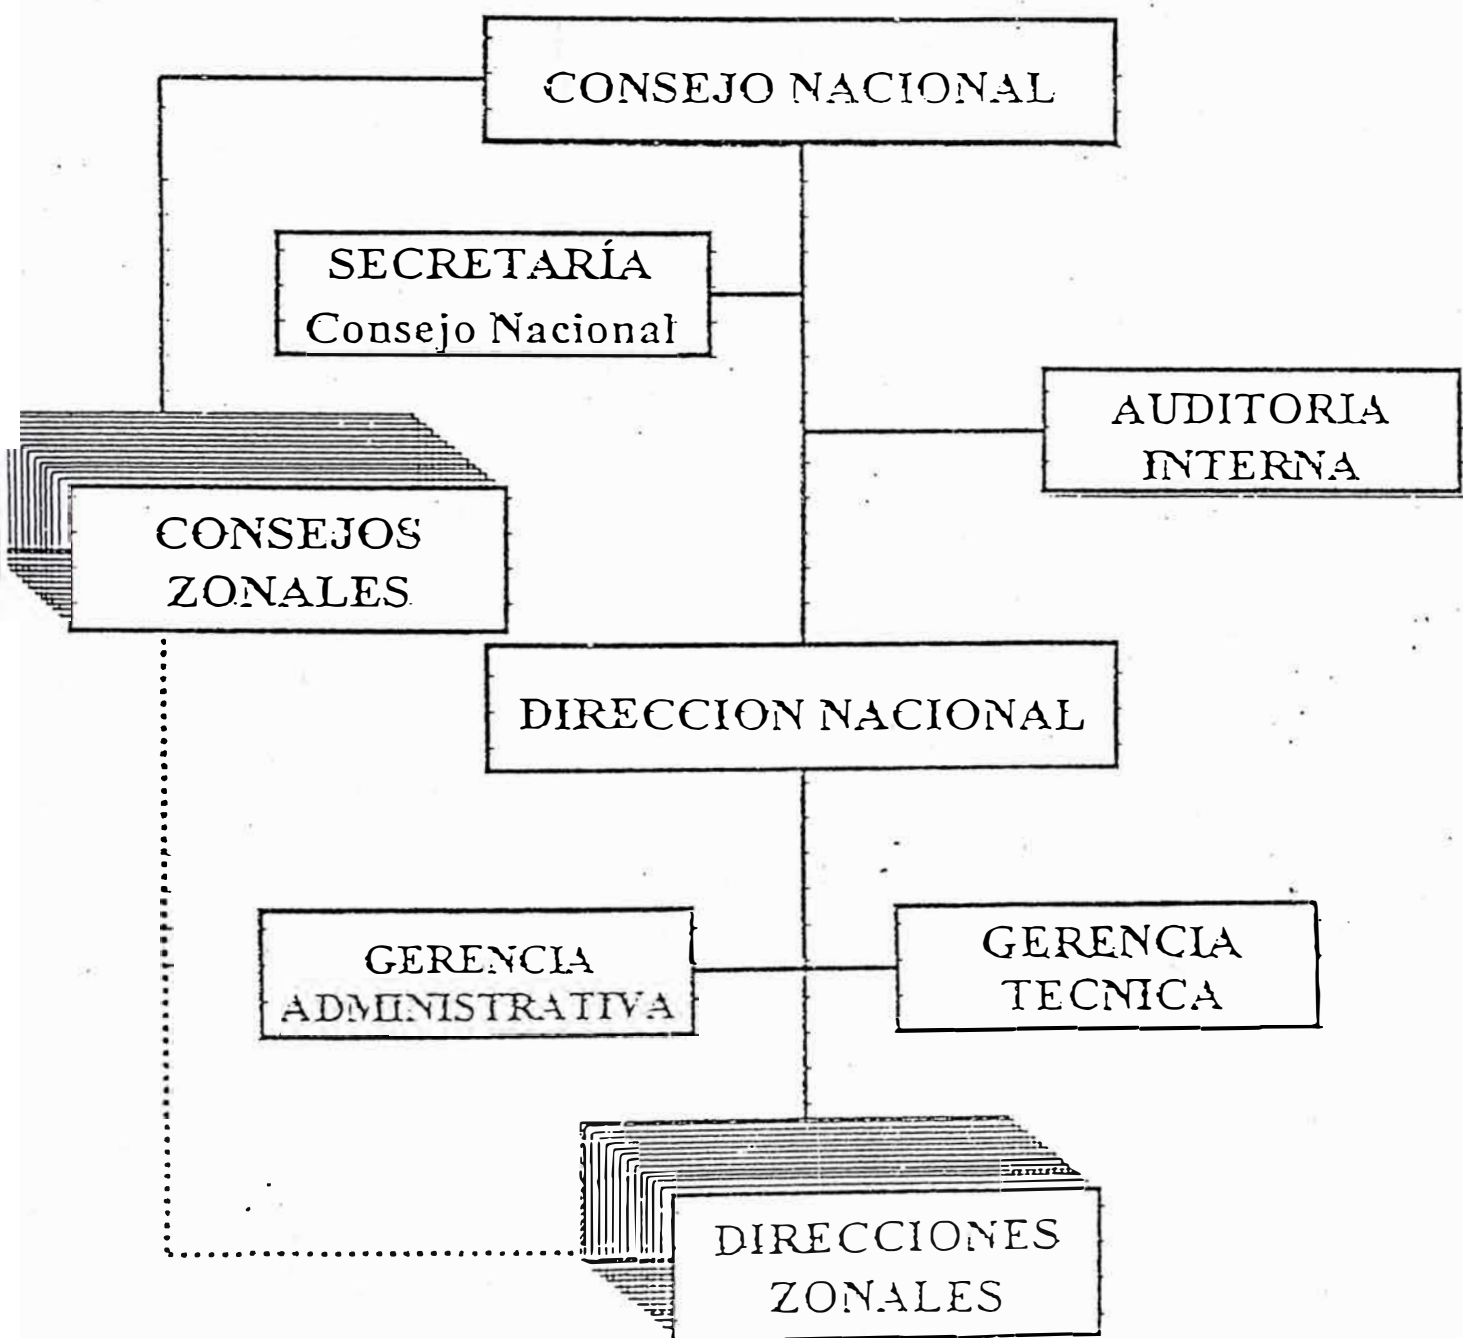 CONSEJO NACIONAL
SECRETARÍA
Consejo Nacional
AUDITORIA
INTERNA
CONSEJOS
ZONALES
DIRECCION NACIONAL
GERENCIA
ADMINISTRATIVA
GERENCIA
TECNICA
DIRECCIONES
ZONALES